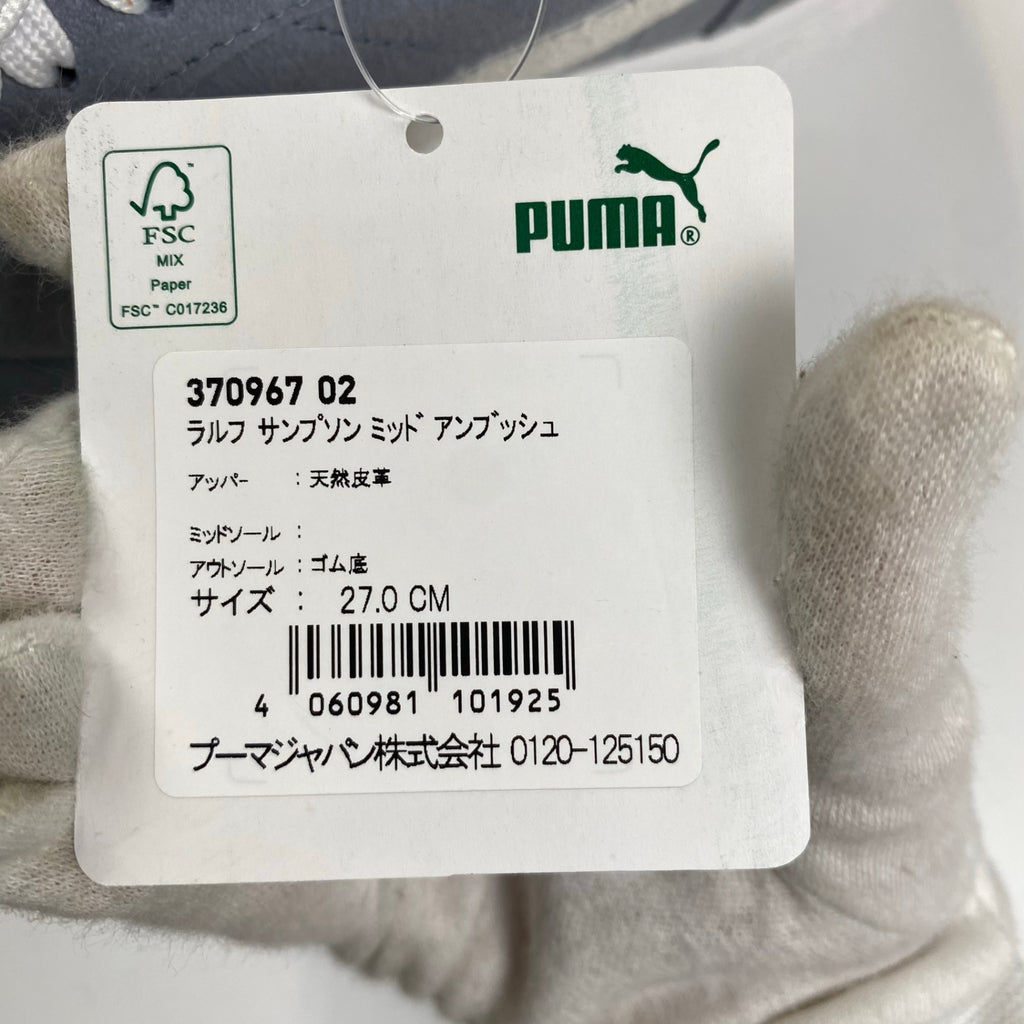 FSC™
MIX
Paper
FSC™ C017236
PUMA®
370967 02
ラルフ サンプソン ミッド アンブッシュ
アッパー : 天然皮革
ミッドソール :
アウトソール : ゴム底
サイズ : 27.0 CM
4 060981 101925
プーマジャパン株式会社 0120-125150